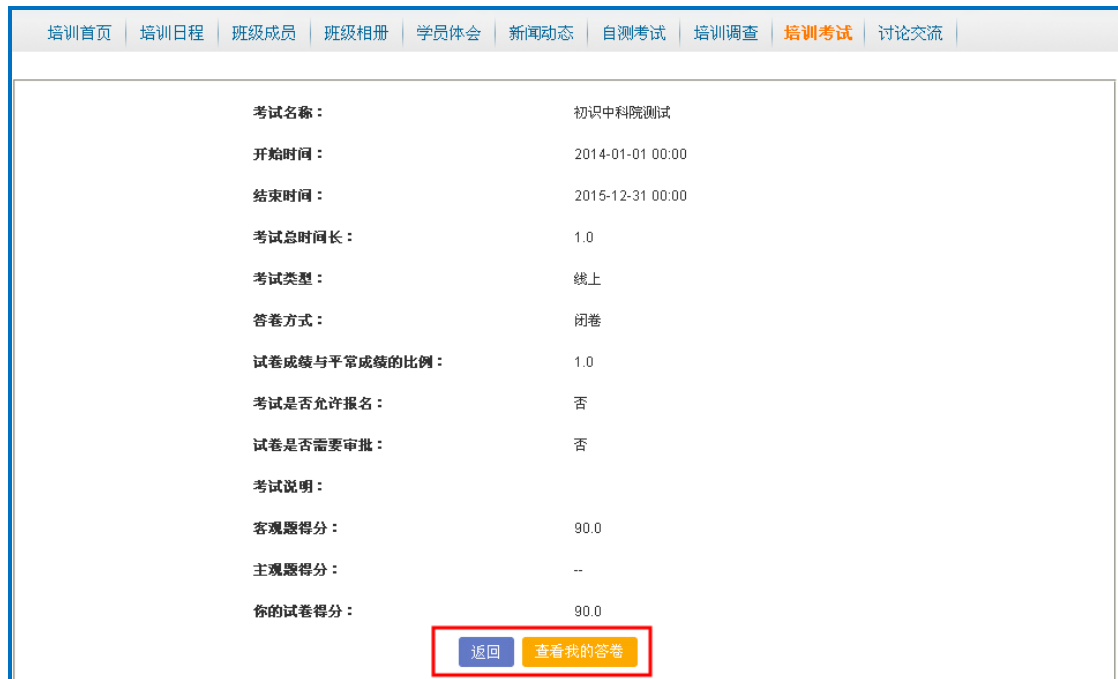 培训首页 培训日程 班级成员 班级相册 学员体会 新闻动态 自测考试 培训调查 培训考试 讨论交流
考试名称： 初识中科院测试
开始时间： 2014-01-01 00:00
结束时间： 2015-12-31 00:00
考试总时间长： 1.0
考试类型： 线上
答卷方式： 闭卷
试卷成绩与平常成绩的比例： 1.0
考试是否允许报名： 否
试卷是否需要审批： 否
考试说明：
客观题得分： 90.0
主观题得分： --
你的试卷得分： 90.0
返回 查看我的答卷